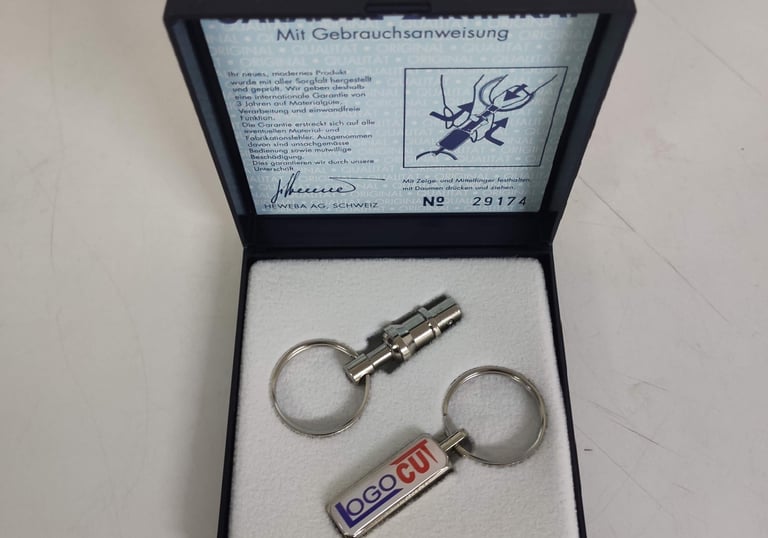 Mit Gebrauchsanweisung
Ihr neues, modernes Produkt
wurde mit aller Sorgfalt hergestellt
und geprüft. Wir geben deshalb
eine internationale Garantie von
3 Jahren auf Materialgüte,
Verarbeitung und einwandfreie
Funktion.
Die Garantie erstreckt sich auf alle
eventuellen Material- und
Fabrikationsfehler. Ausgenommen
davon sind unsachgemässe
Bedienung sowie mutwillige
Beschädigung.
Dies garantieren wir durch unsere
Unterschrift.
HEWEBA AG, SCHWEIZ
Mit Zeige- und Mittelfinger festhalten,
mit Daumen drücken und ziehen.
Nº 29174
LOGO CUT